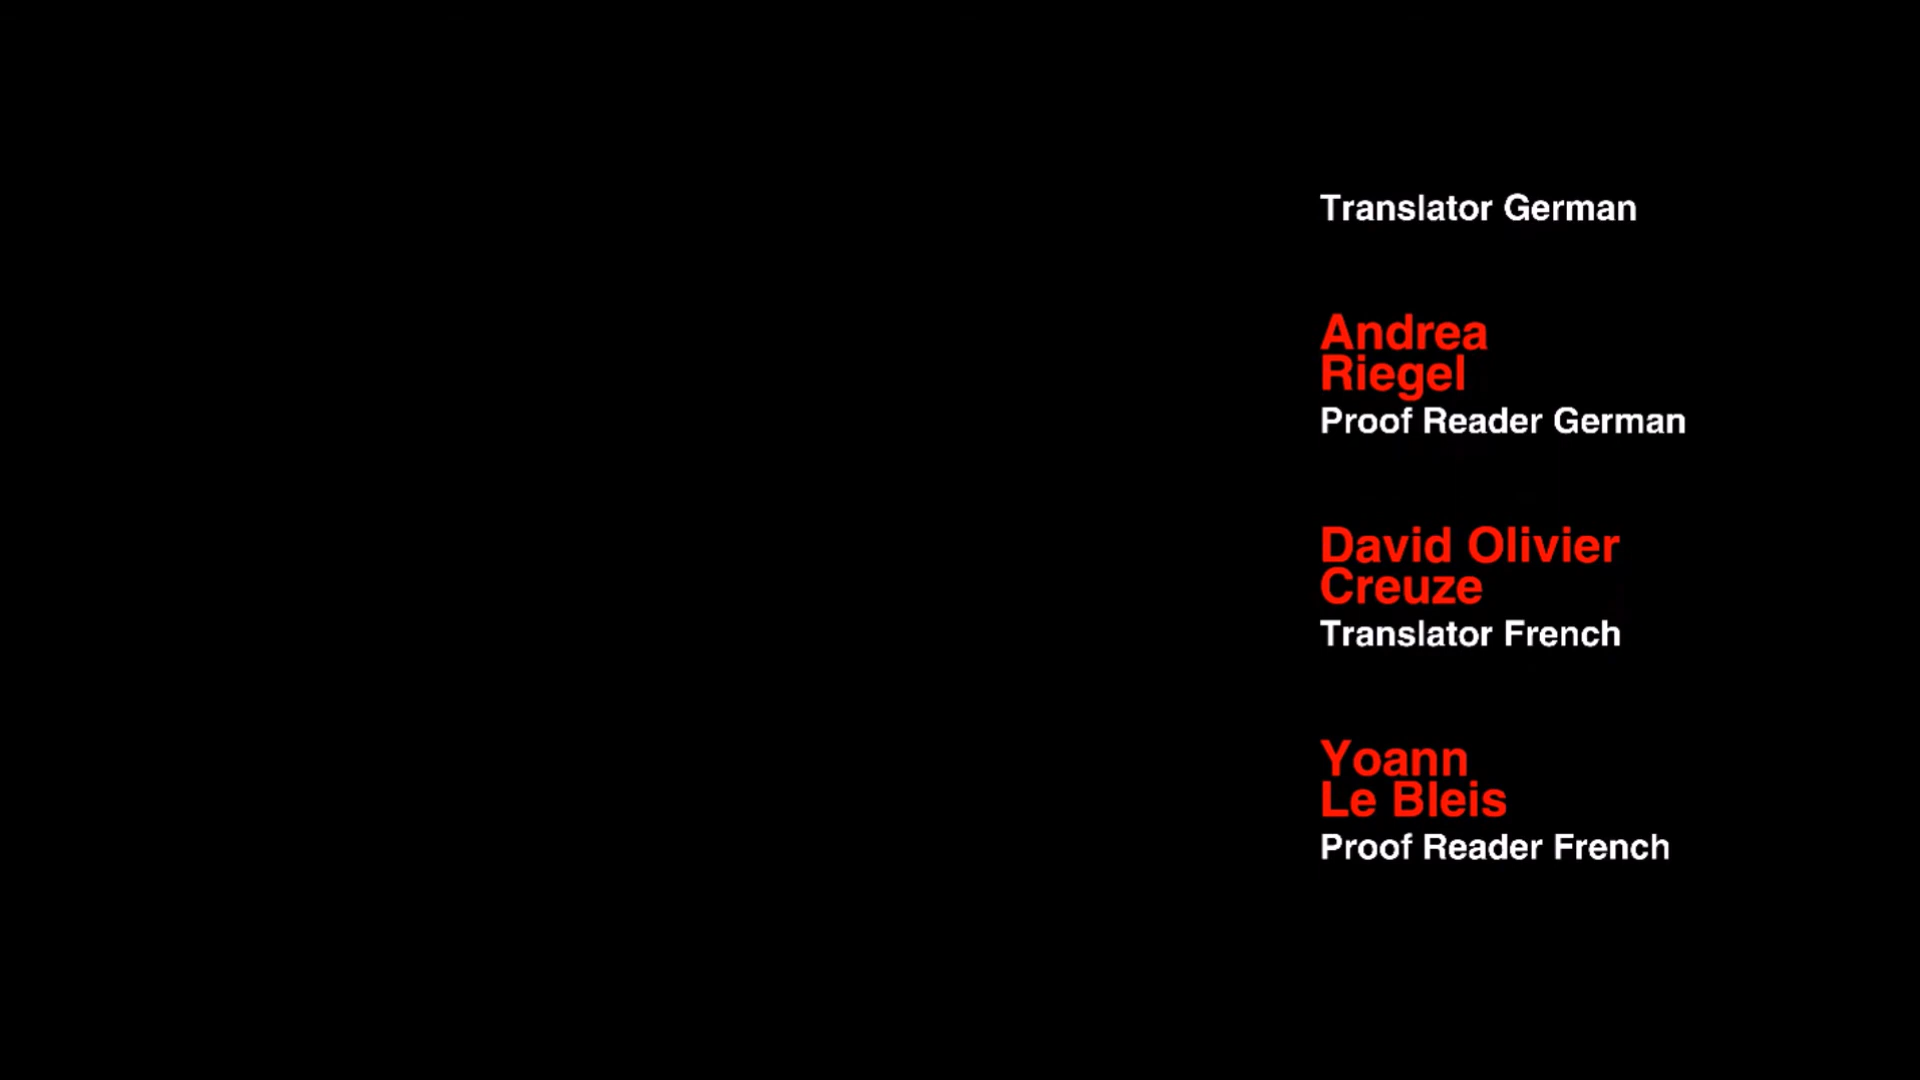 Translator German
Andrea
Riegel
Proof Reader German
David Olivier
Creuze
Translator French
Yoann
Le Bleis
Proof Reader French